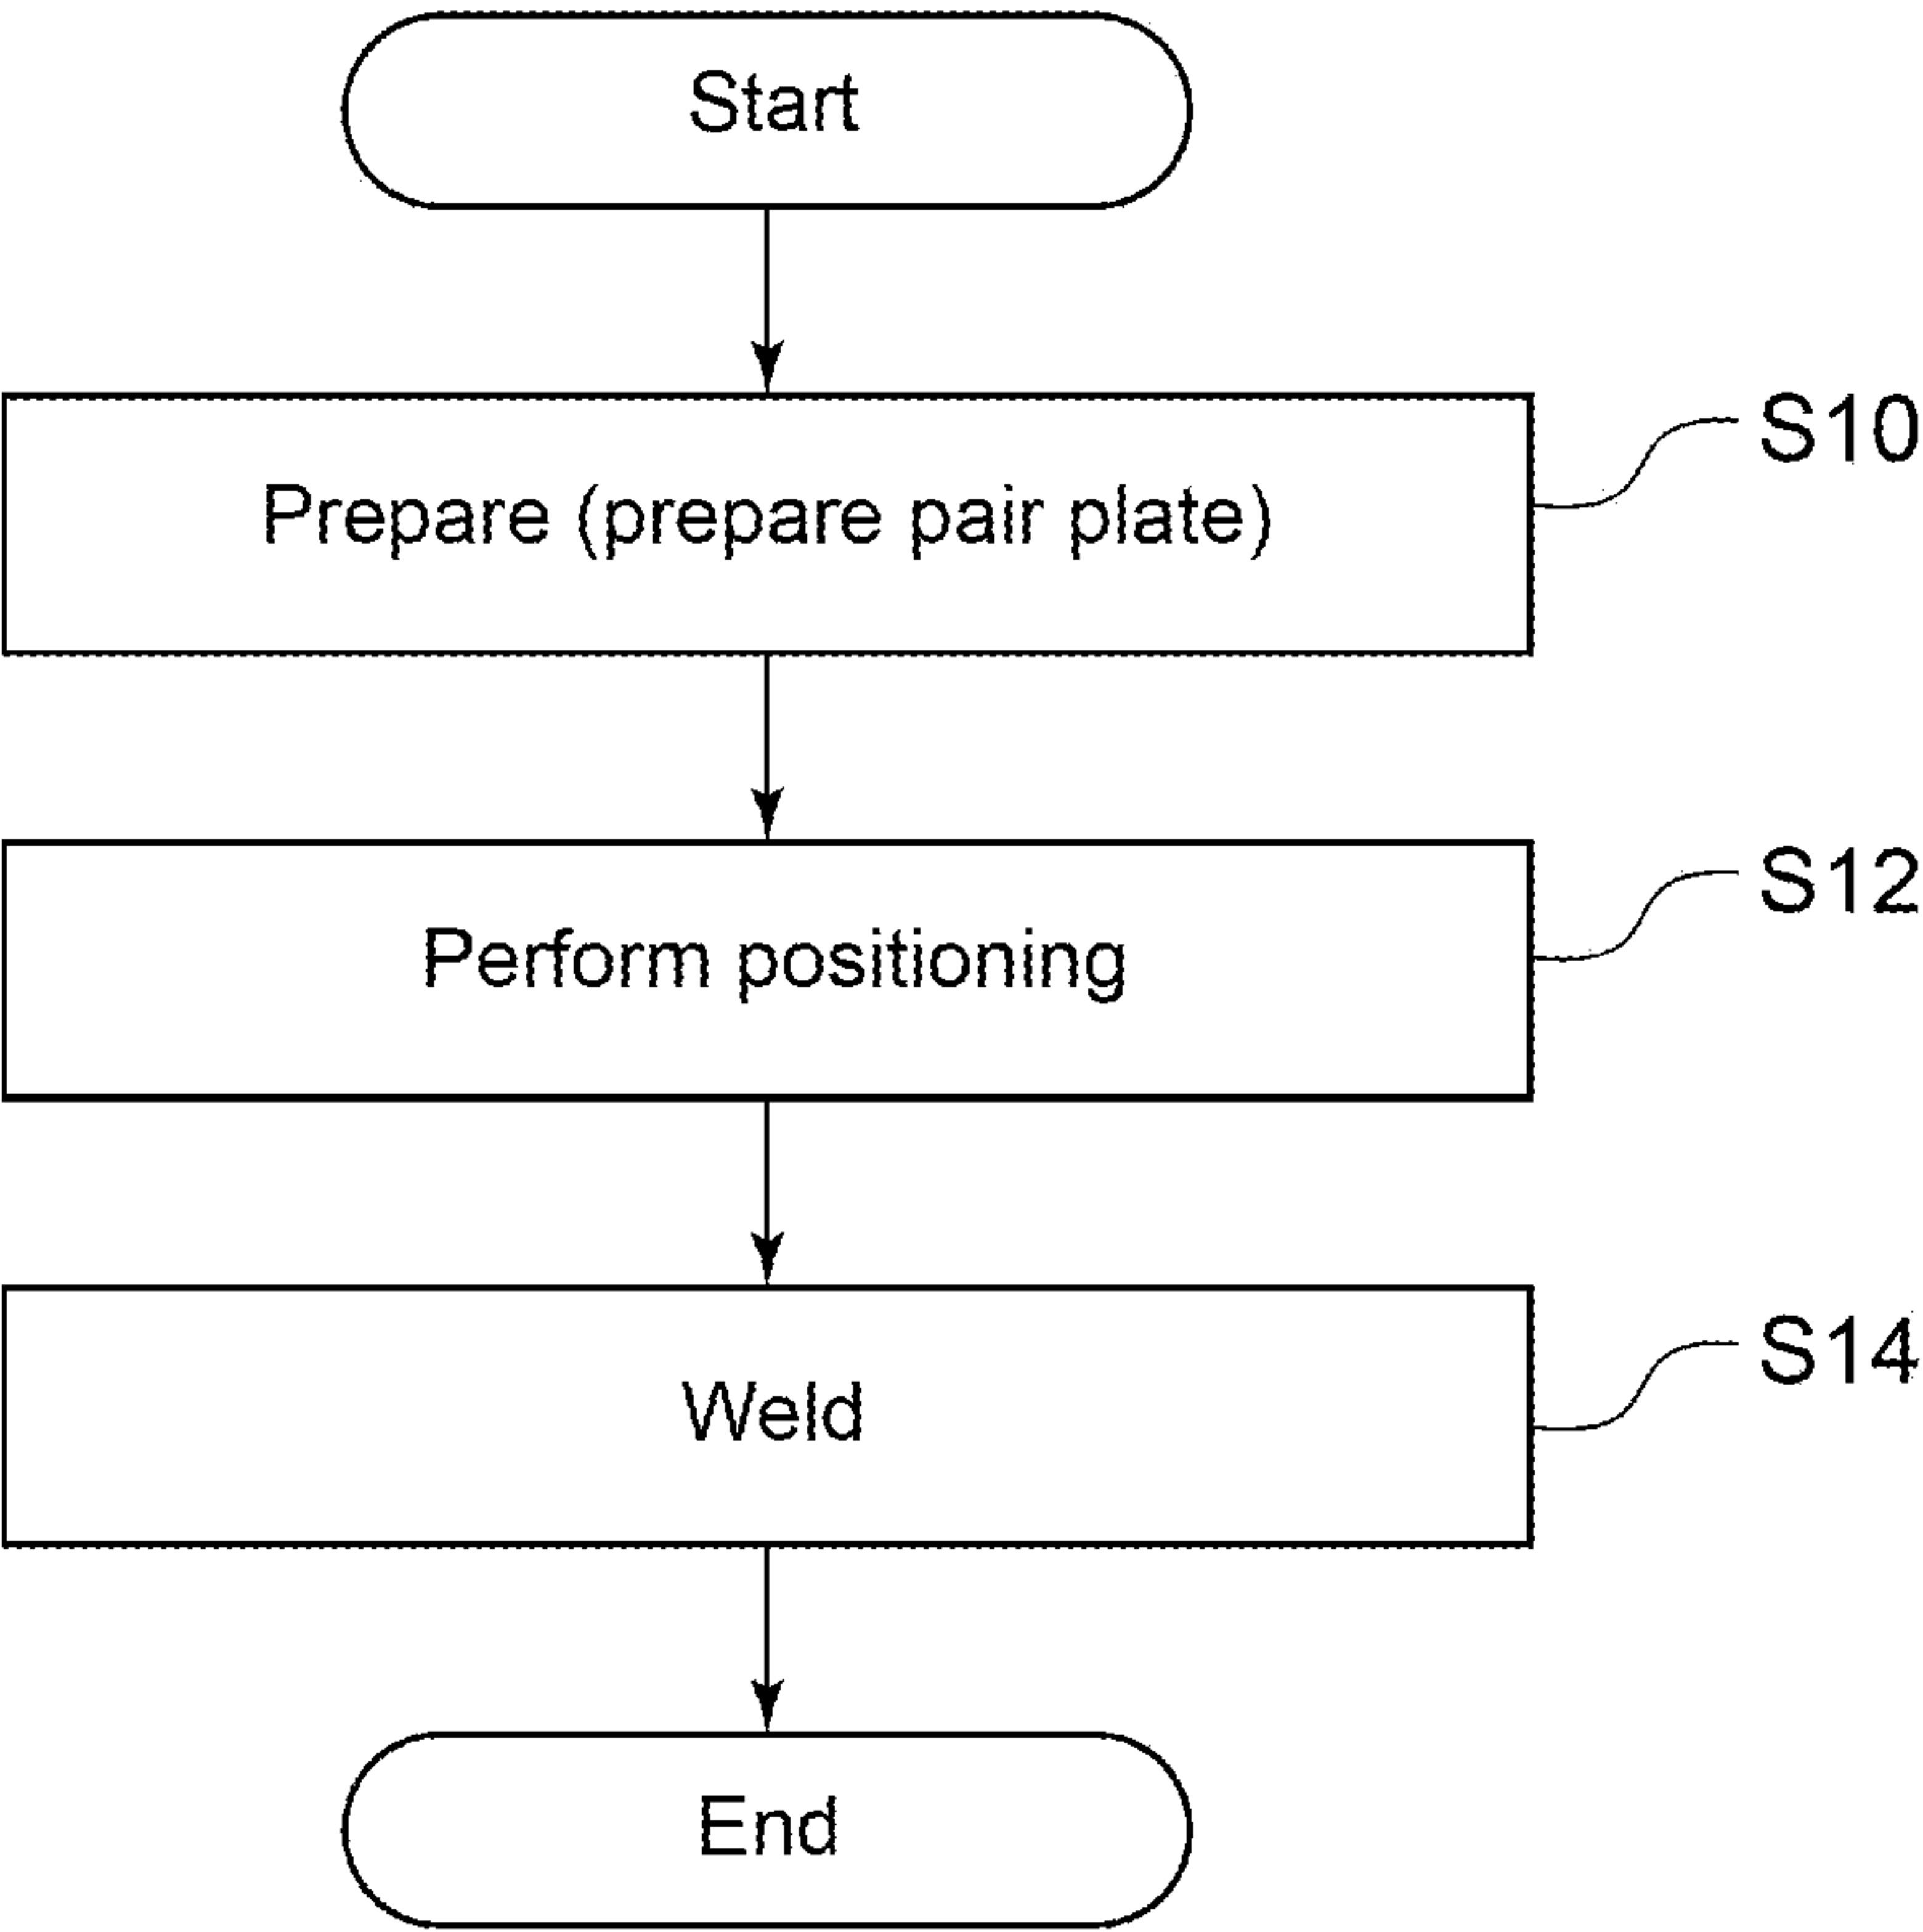 Start
Prepare (prepare pair plate)
S10
Perform positioning
S12
Weld
S14
End